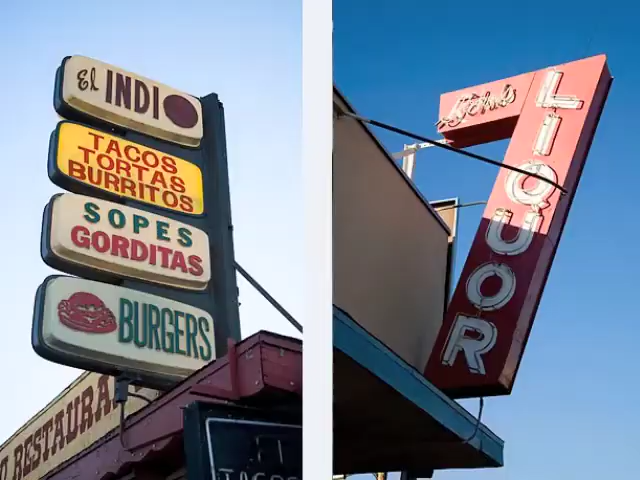 El INDIO
TACOS
TORTAS
BURRITOS
SOPES
GORDITAS
BURGERS
RESTAURA
TACOS
LIQUOR